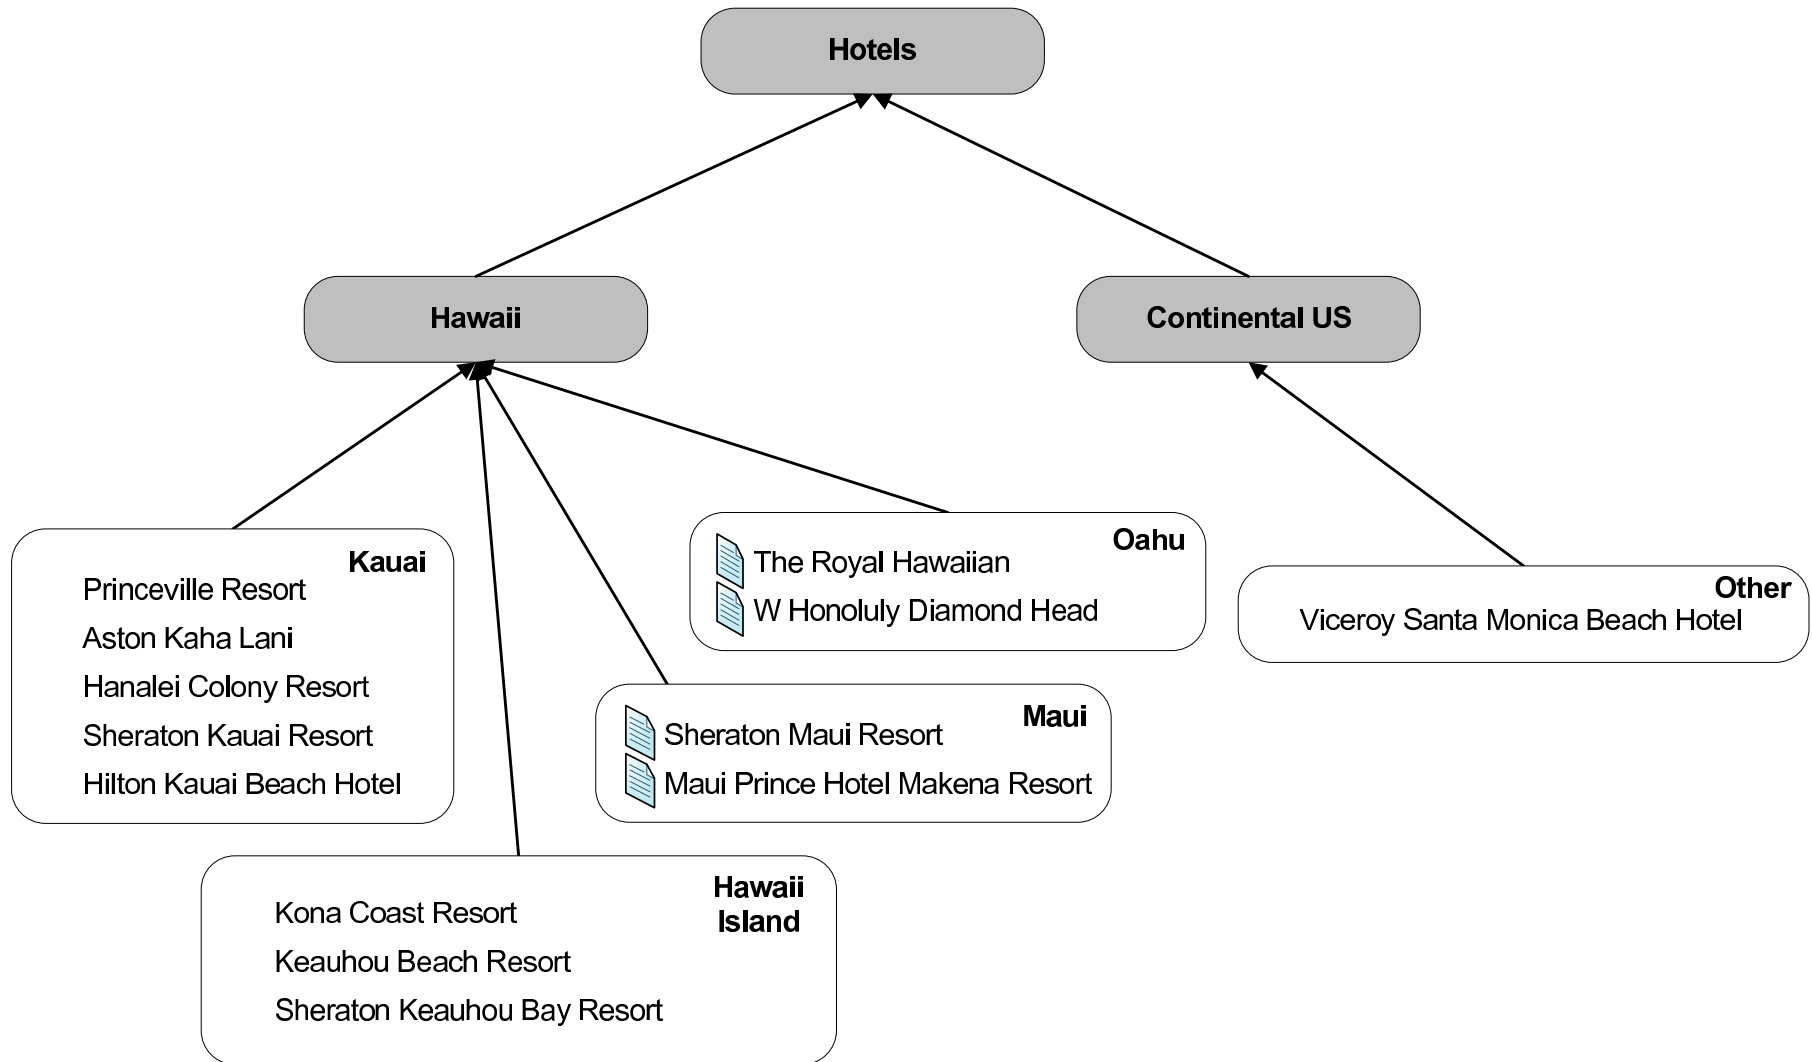 Hotels
Hawaii
Continental US
Kauai
Princeville Resort
Aston Kaha Lani
Hanalei Colony Resort
Sheraton Kauai Resort
Hilton Kauai Beach Hotel
Oahu
The Royal Hawaiian
W Honoluly Diamond Head
Other
Viceroy Santa Monica Beach Hotel
Maui
Sheraton Maui Resort
Maui Prince Hotel Makena Resort
Hawaii
Island
Kona Coast Resort
Keauhou Beach Resort
Sheraton Keauhou Bay Resort